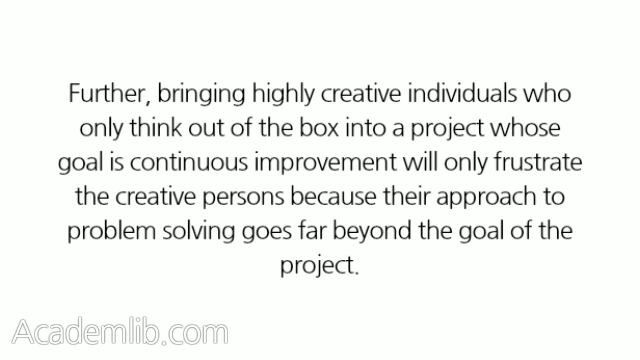 Further, bringing highly creative individuals who
only think out of the box into a project whose
goal is continuous improvement will only frustrate
the creative persons because their approach to
problem solving goes far beyond the goal of the
project.
Academlib.com